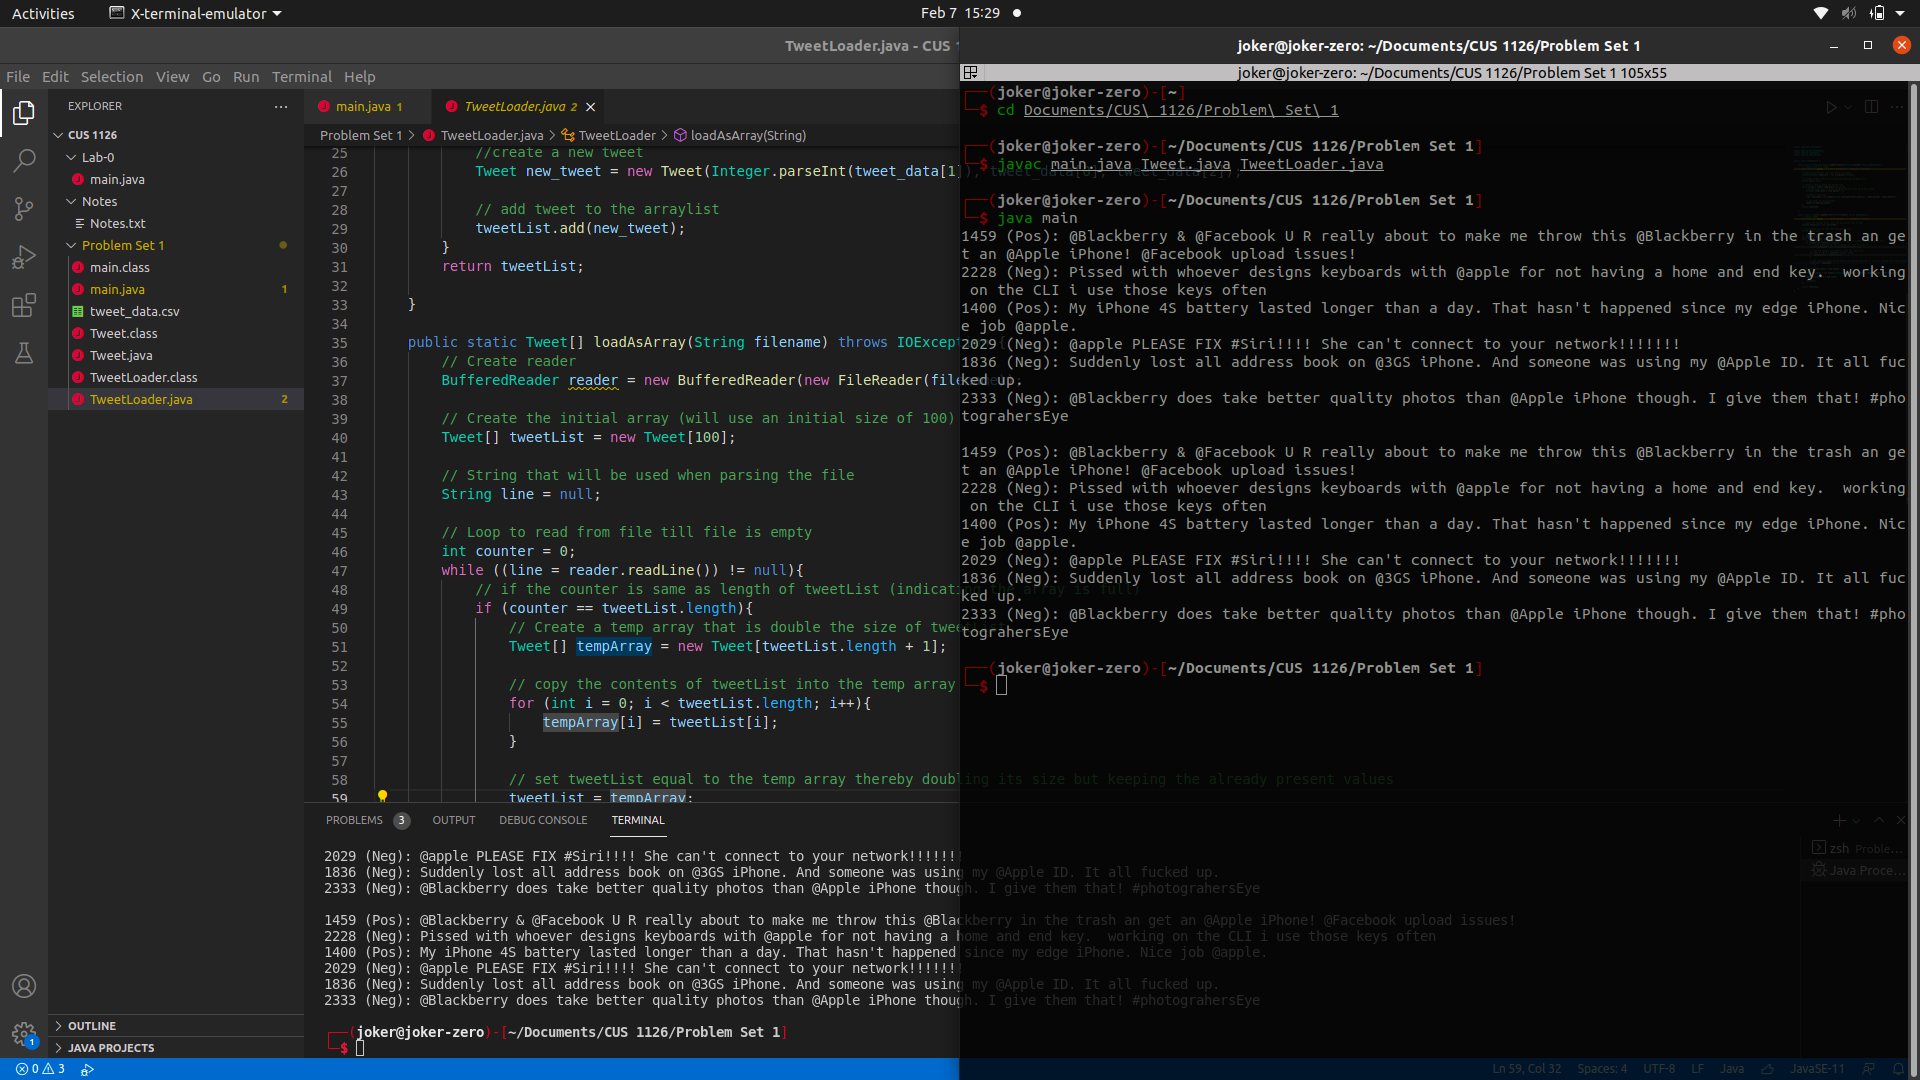 Activities
X-terminal-emulator
Feb 7 15:29
TweetLoader.java - CUS 1
File Edit Selection View Go Run Terminal Help
EXPLORER
CUS 1126
Lab-0
main.java
Notes
Notes.txt
Problem Set 1
main.class
main.java 1
tweet_data.csv
Tweet.class
Tweet.java
TweetLoader.class
TweetLoader.java 2
OUTLINE
JAVA PROJECTS
main.java 1
TweetLoader.java 2
Problem Set 1 > TweetLoader.java > TweetLoader > loadAsArray(String)
25 //create a new tweet
26 Tweet new_tweet = new Tweet(Integer.parseInt(tweet_data[1]), tweet_data[0], tweet_data[2]);
27
28 // add tweet to the arraylist
29 tweetList.add(new_tweet);
30 }
31 return tweetList;
32
33 }
34
35 public static Tweet[] loadAsArray(String filename) throws IOException {
36 // Create reader
37 BufferedReader reader = new BufferedReader(new FileReader(file
38
39 // Create the initial array (will use an initial size of 100)
40 Tweet[] tweetList = new Tweet[100];
41
42 // String that will be used when parsing the file
43 String line = null;
44
45 // Loop to read from file till file is empty
46 int counter = 0;
47 while ((line = reader.readLine()) != null){
48 // if the counter is same as length of tweetList (indicating the array is full)
49 if (counter == tweetList.length){
50 // Create a temp array that is double the size of tweetList
51 Tweet[] tempArray = new Tweet[tweetList.length + 1];
52
53 // copy the contents of tweetList into the temp array
54 for (int i = 0; i < tweetList.length; i++){
55 tempArray[i] = tweetList[i];
56 }
57
58 // set tweetList equal to the temp array thereby doubling its size but keeping the already present values
59 tweetList = tempArray;
PROBLEMS 3 OUTPUT DEBUG CONSOLE TERMINAL
zsh Proble...
Java Proce...
2029 (Neg): @apple PLEASE FIX #Siri!!!! She can't connect to your network!!!!!!
1836 (Neg): Suddenly lost all address book on @3GS iPhone. And someone was using my @Apple ID. It all fucked up.
2333 (Neg): @Blackberry does take better quality photos than @Apple iPhone though. I give them that! #photograhersEye
1459 (Pos): @Blackberry & @Facebook U R really about to make me throw this @Blackberry in the trash an get an @Apple iPhone! @Facebook upload issues!
2228 (Neg): Pissed with whoever designs keyboards with @apple for not having a home and end key.  working on the CLI i use those keys often
1400 (Pos): My iPhone 4S battery lasted longer than a day. That hasn't happened since my edge iPhone. Nice job @apple.
2029 (Neg): @apple PLEASE FIX #Siri!!!! She can't connect to your network!!!!!!
1836 (Neg): Suddenly lost all address book on @3GS iPhone. And someone was using my @Apple ID. It all fucked up.
2333 (Neg): @Blackberry does take better quality photos than @Apple iPhone though. I give them that! #photograhersEye
(joker@joker-zero)-[~/Documents/CUS 1126/Problem Set 1]
$
0 3
Ln 59, Col 32 Spaces: 4 UTF-8 LF Java JavaSE-11
1
joker@joker-zero: ~/Documents/CUS 1126/Problem Set 1
joker@joker-zero: ~/Documents/CUS 1126/Problem Set 1 105x55
(joker@joker-zero)-[~]
$ cd Documents/CUS\ 1126/Problem\ Set\ 1
(joker@joker-zero)-[~/Documents/CUS 1126/Problem Set 1]
$ javac main.java Tweet.java TweetLoader.java
(joker@joker-zero)-[~/Documents/CUS 1126/Problem Set 1]
$ java main
1459 (Pos): @Blackberry & @Facebook U R really about to make me throw this @Blackberry in the trash an ge
t an @Apple iPhone! @Facebook upload issues!
2228 (Neg): Pissed with whoever designs keyboards with @apple for not having a home and end key.  working
on the CLI i use those keys often
1400 (Pos): My iPhone 4S battery lasted longer than a day. That hasn't happened since my edge iPhone. Nic
e job @apple.
2029 (Neg): @apple PLEASE FIX #Siri!!!! She can't connect to your network!!!!!!!
1836 (Neg): Suddenly lost all address book on @3GS iPhone. And someone was using my @Apple ID. It all fuc
ked up.
2333 (Neg): @Blackberry does take better quality photos than @Apple iPhone though. I give them that! #pho
tograhersEye
1459 (Pos): @Blackberry & @Facebook U R really about to make me throw this @Blackberry in the trash an ge
t an @Apple iPhone! @Facebook upload issues!
2228 (Neg): Pissed with whoever designs keyboards with @apple for not having a home and end key.  working
on the CLI i use those keys often
1400 (Pos): My iPhone 4S battery lasted longer than a day. That hasn't happened since my edge iPhone. Nic
e job @apple.
2029 (Neg): @apple PLEASE FIX #Siri!!!! She can't connect to your network!!!!!!!
1836 (Neg): Suddenly lost all address book on @3GS iPhone. And someone was using my @Apple ID. It all fuc
ked up.
2333 (Neg): @Blackberry does take better quality photos than @Apple iPhone though. I give them that! #pho
tograhersEye
(joker@joker-zero)-[~/Documents/CUS 1126/Problem Set 1]
$